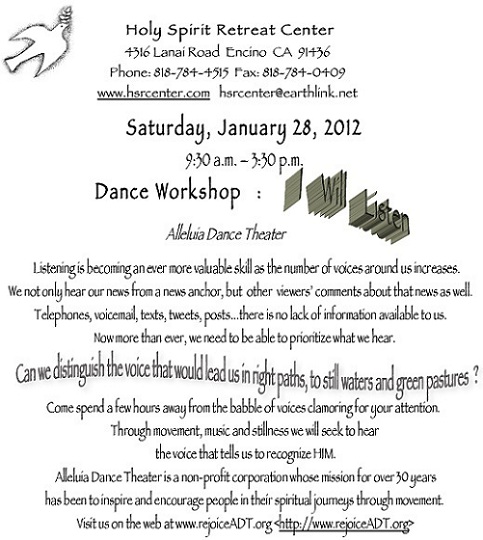 Holy Spirit Retreat Center
4316 Lanai Road Encino CA 91436
Phone: 818-784-4515 Fax: 818-784-0409
www.hsrcenter.com hsrcenter@earthlink.net
Saturday, January 28, 2012
9:30 a.m. – 3:30 p.m.
Dance Workshop : I Will Listen
Alleluia Dance Theater
Listening is becoming an ever more valuable skill as the number of voices around us increases.
We not only hear our news from a news anchor, but other viewers' comments about that news as well.
Telephones, voicemail, texts, tweets, posts...there is no lack of information available to us.
Now more than ever, we need to be able to prioritize what we hear.
Can we distinguish the voice that would lead us in right paths, to still waters and green pastures ?
Come spend a few hours away from the babble of voices clamoring for your attention.
Through movement, music and stillness we will seek to hear
the voice that tells us to recognize HIM.
Alleluia Dance Theater is a non-profit corporation whose mission for over 30 years
has been to inspire and encourage people in their spiritual journeys through movement.
Visit us on the web at www.rejoiceADT.org <http://www.rejoiceADT.org>